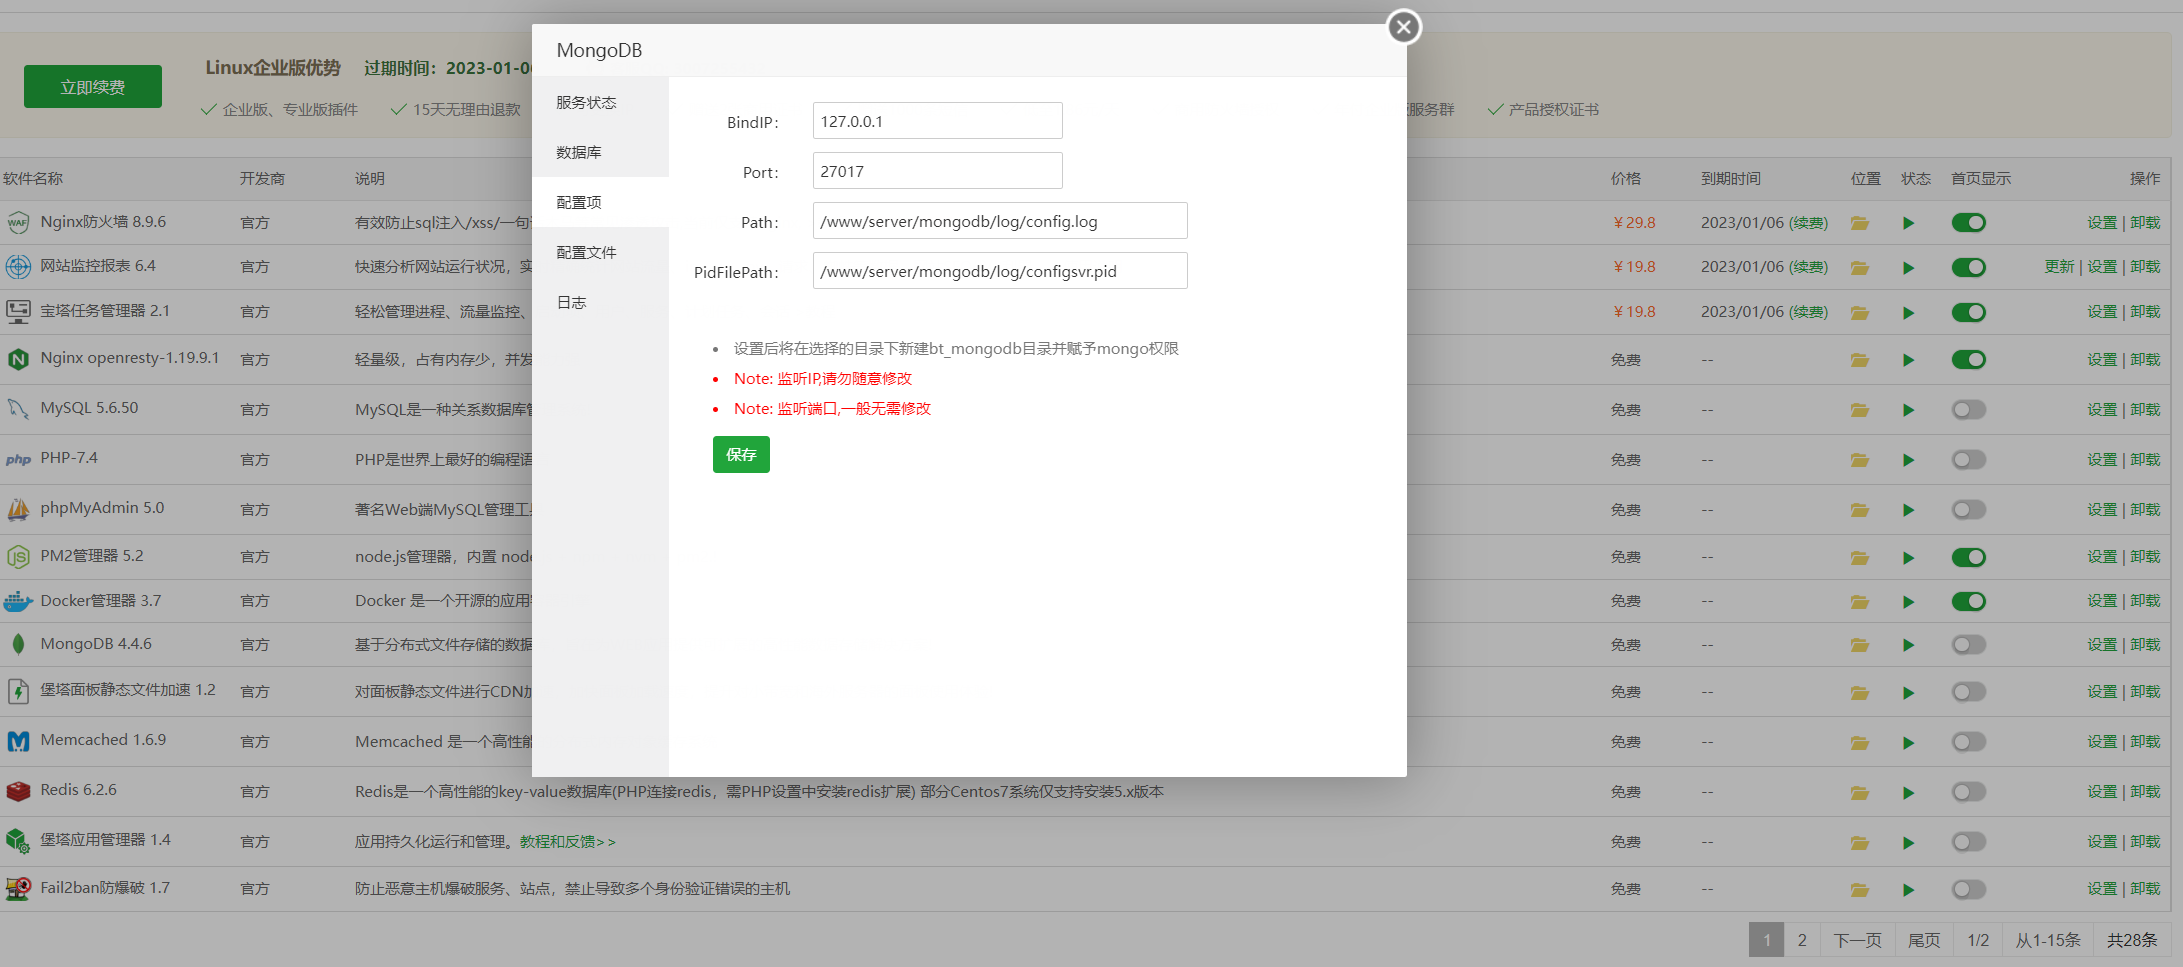 MongoDB
立即续费
Linux企业版优势 过期时间：2023-01-0
企业版、专业版插件 15天无理由退款 服务群 产品授权证书
服务状态
数据库
配置项
配置文件
日志
BindIP： 127.0.0.1
Port： 27017
Path： /www/server/mongodb/log/config.log
PidFilePath： /www/server/mongodb/log/configsvr.pid
设置后将在选择的目录下新建bt_mongodb目录并赋予mongo权限
Note: 监听IP,请勿随意修改
Note: 监听端口,一般无需修改
保存
软件名称 开发商 说明 价格 到期时间 位置 状态 首页显示 操作
Nginx防火墙 8.9.6 官方 有效防止sql注入/xss/一句 ￥29.8 2023/01/06 (续费) 设置 | 卸载
网站监控报表 6.4 官方 快速分析网站运行状况，实 ￥19.8 2023/01/06 (续费) 更新 | 设置 | 卸载
宝塔任务管理器 2.1 官方 轻松管理进程、流量监控、 ￥19.8 2023/01/06 (续费) 设置 | 卸载
Nginx openresty-1.19.9.1 官方 轻量级，占有内存少，并发 免费 -- 设置 | 卸载
MySQL 5.6.50 官方 MySQL是一种关系数据库管 免费 -- 设置 | 卸载
PHP-7.4 官方 PHP是世界上最好的编程语 免费 -- 设置 | 卸载
phpMyAdmin 5.0 官方 著名Web端MySQL管理工具 免费 -- 设置 | 卸载
PM2管理器 5.2 官方 node.js管理器，内置 node 免费 -- 设置 | 卸载
Docker管理器 3.7 官方 Docker 是一个开源的应用 免费 -- 设置 | 卸载
MongoDB 4.4.6 官方 基于分布式文件存储的数据 免费 -- 设置 | 卸载
堡塔面板静态文件加速 1.2 官方 对面板静态文件进行CDN加 免费 -- 设置 | 卸载
Memcached 1.6.9 官方 Memcached 是一个高性能 免费 -- 设置 | 卸载
Redis 6.2.6 官方 Redis是一个高性能的key-value数据库(PHP连接redis，需PHP设置中安装redis扩展) 部分Centos7系统仅支持安装5.x版本 免费 -- 设置 | 卸载
堡塔应用管理器 1.4 官方 应用持久化运行和管理。教程和反馈>> 免费 -- 设置 | 卸载
Fail2ban防爆破 1.7 官方 防止恶意主机爆破服务、站点，禁止导致多个身份验证错误的主机 免费 -- 设置 | 卸载
1 2 下一页 尾页 1/2 从1-15条 共28条